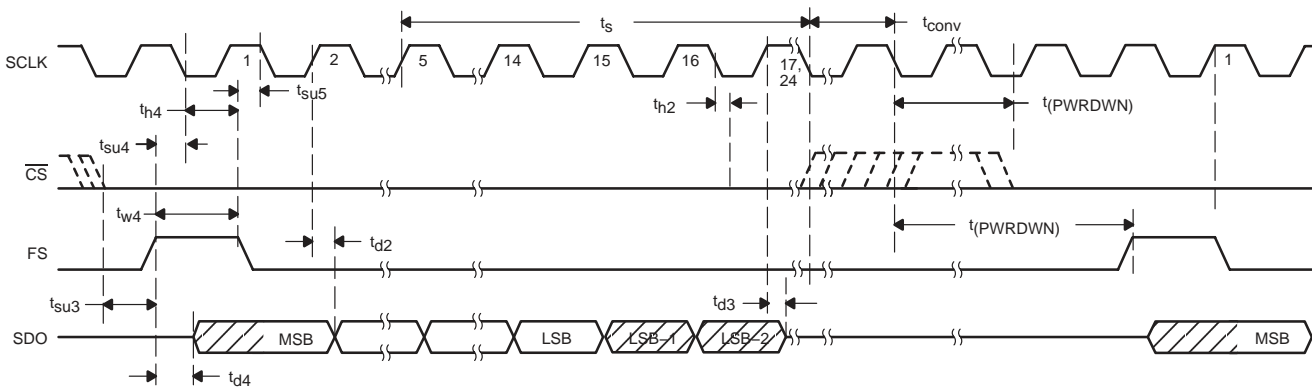 ts
tconv
SCLK
1
2
5
14
15
16
17,
24
1
tsu5
th4
th2
t(PWRDWN)
tsu4
CS
tw4
td2
t(PWRDWN)
FS
tsu3
td3
SDO
MSB
LSB
LSB–1
LSB–2
MSB
td4